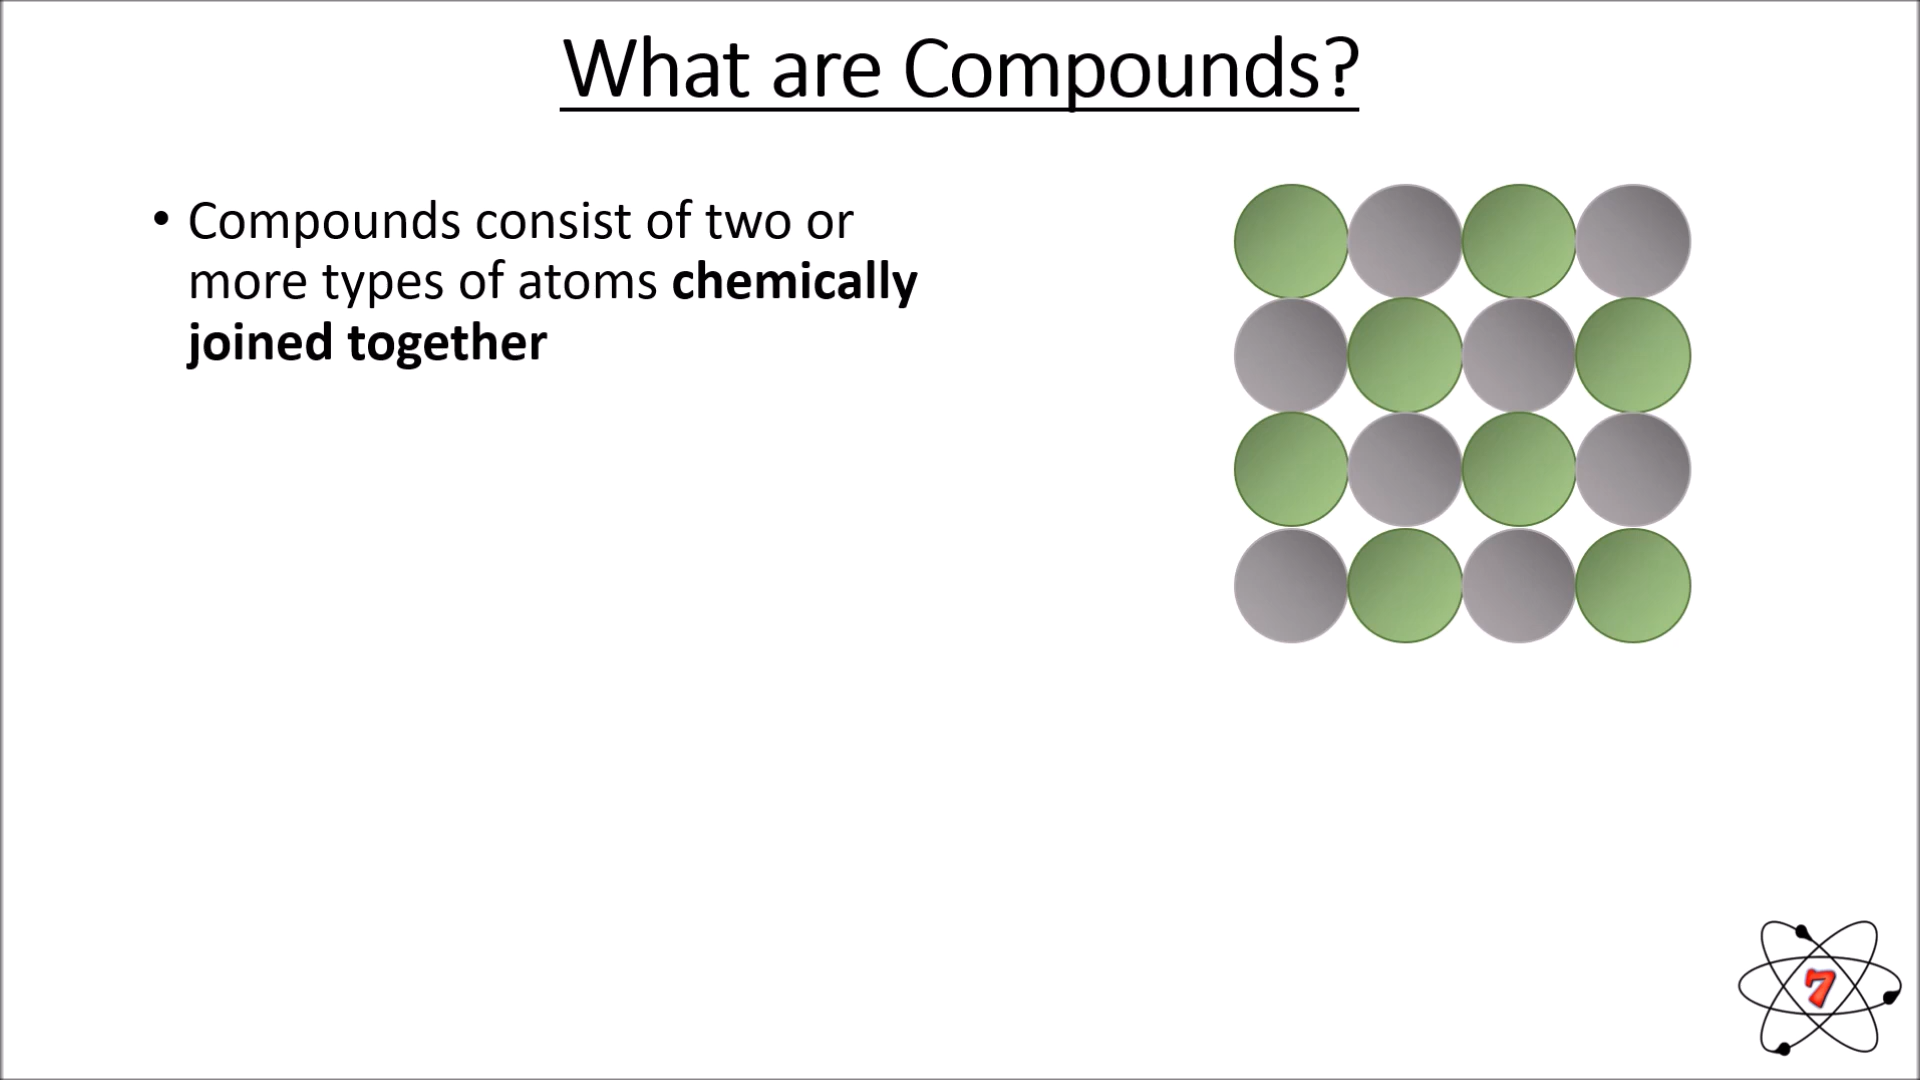 What are Compounds?
• Compounds consist of two or
more types of atoms chemically
joined together
7